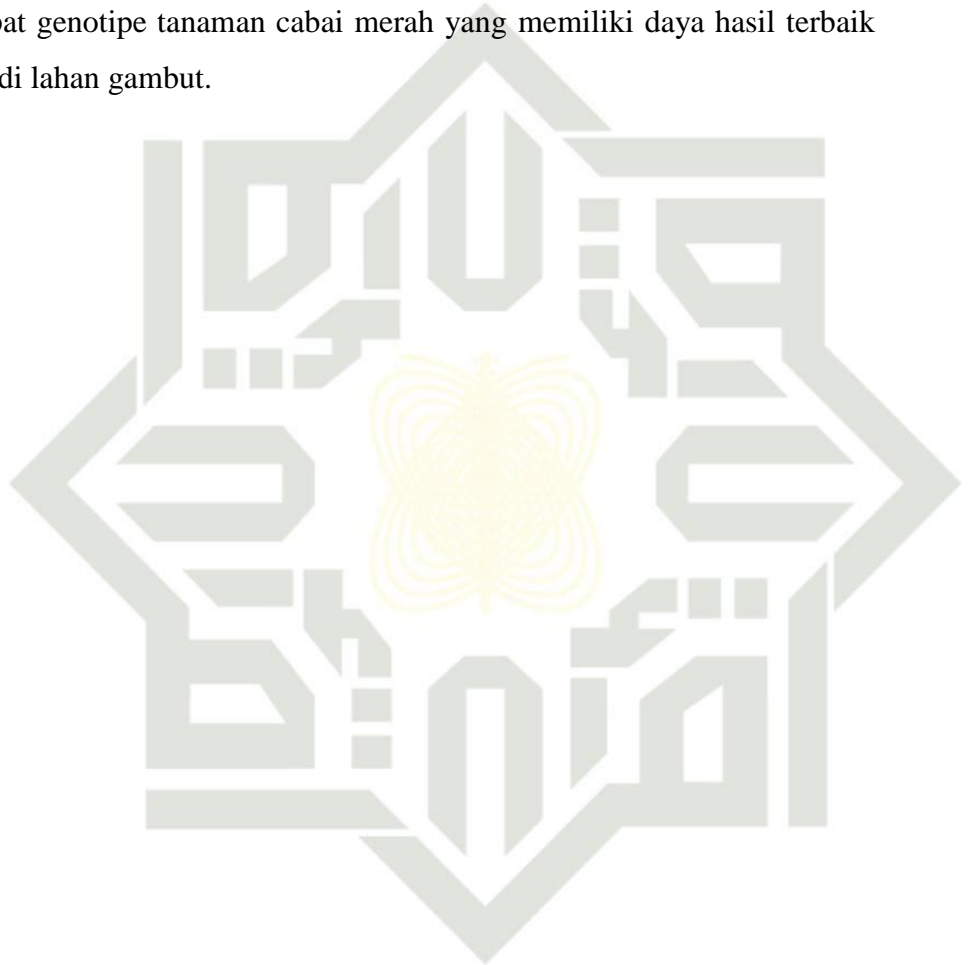 pat genotipe tanaman cabai merah yang memiliki daya hasil terbaik
di lahan gambut.